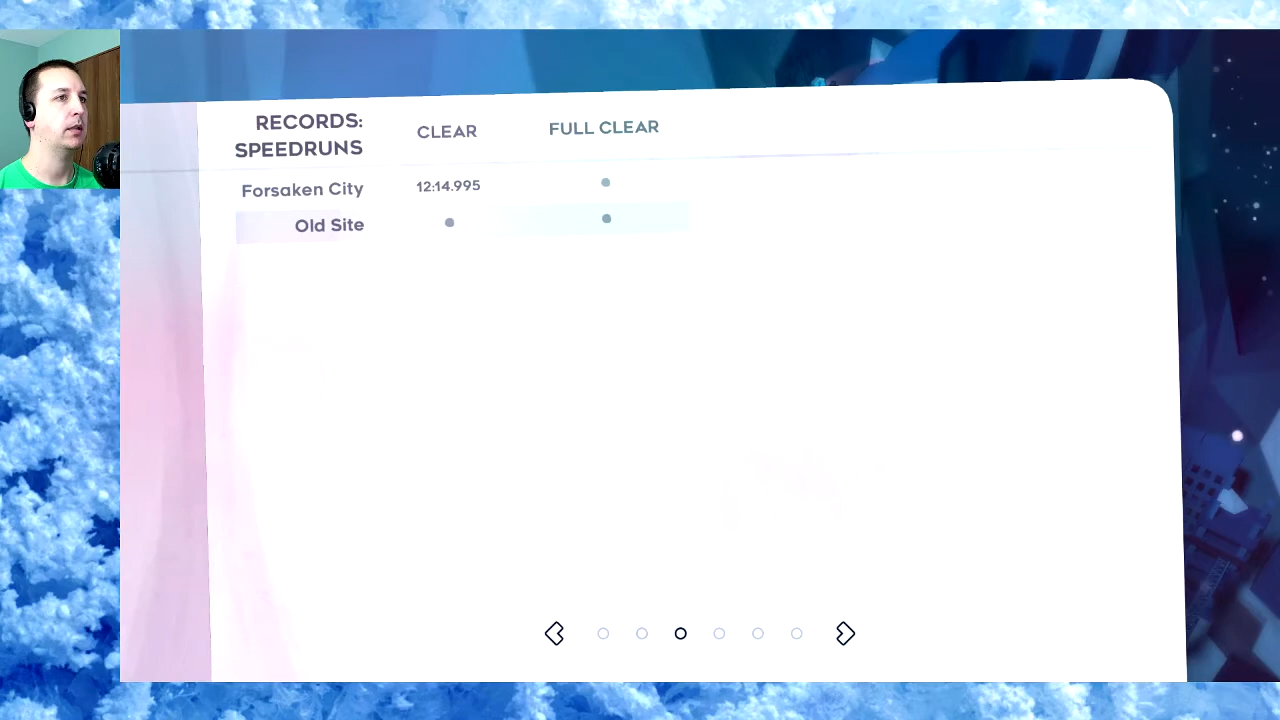 RECORDS:
SPEEDRUNS
CLEAR
FULL CLEAR
Forsaken City
12:14.995
Old Site